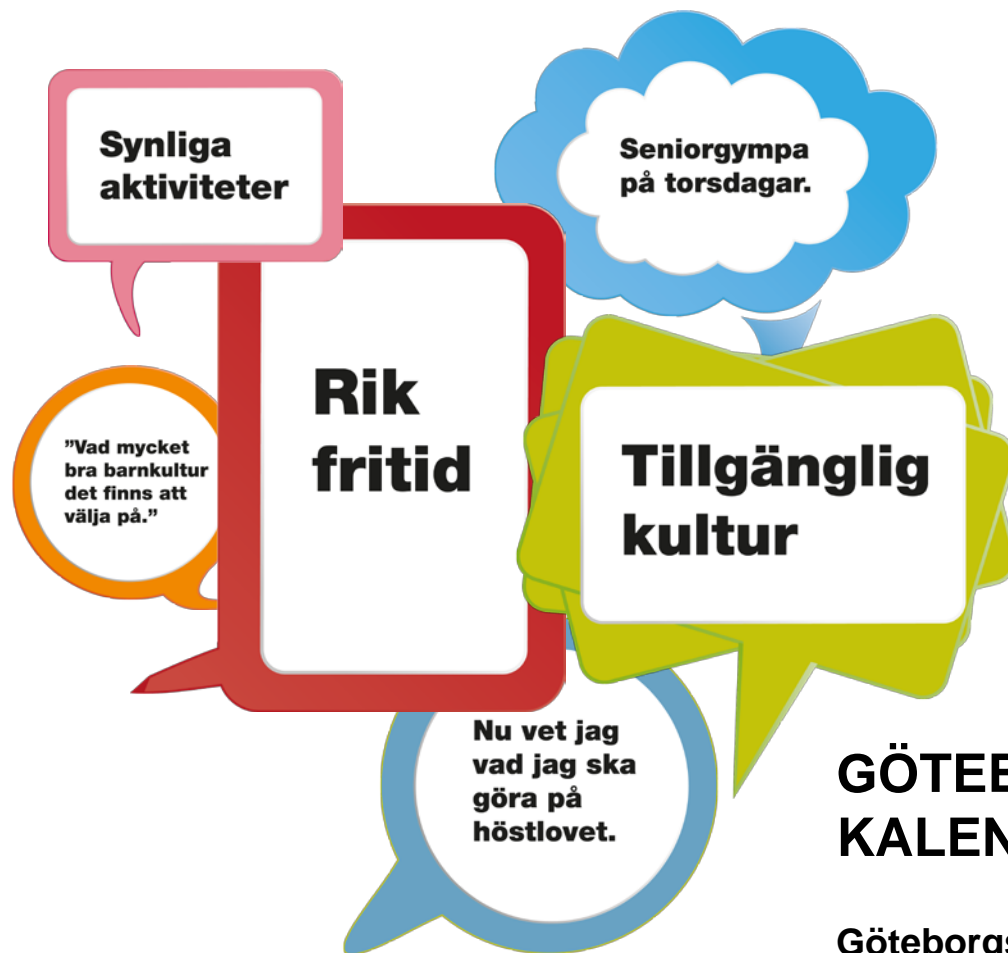 Synliga
aktiviteter
Seniorgympa
på torsdagar.
Rik
fritid
”Vad mycket
bra barnkultur
det finns att
välja på.”
Tillgänglig
kultur
Nu vet jag
vad jag ska
göra på
höstlovet.